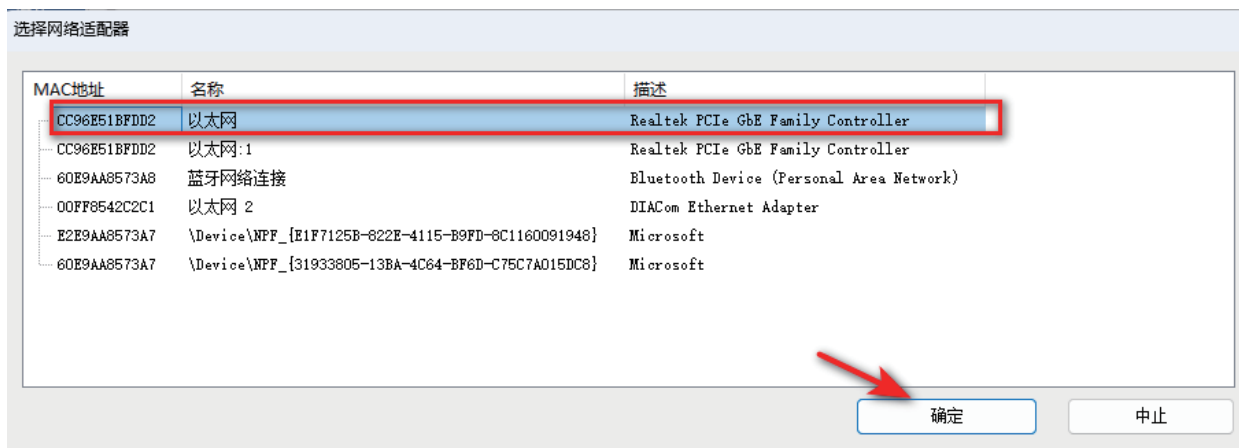 选择网络适配器
MAC地址 名称 描述
CC96E51BFDD2 以太网 Realtek PCIe GbE Family Controller
CC96E51BFDD2 以太网:1 Realtek PCIe GbE Family Controller
60E9AA8573A8 蓝牙网络连接 Bluetooth Device (Personal Area Network)
00FF8542C2C1 以太网 2 DIACom Ethernet Adapter
E2E9AA8573A7 \Device\NPF_{E1F7125B-822E-4115-B9FD-8C1160091948} Microsoft
60E9AA8573A7 \Device\NPF_{31933805-13BA-4C64-BF6D-C75C7A015DC8} Microsoft
确定 中止